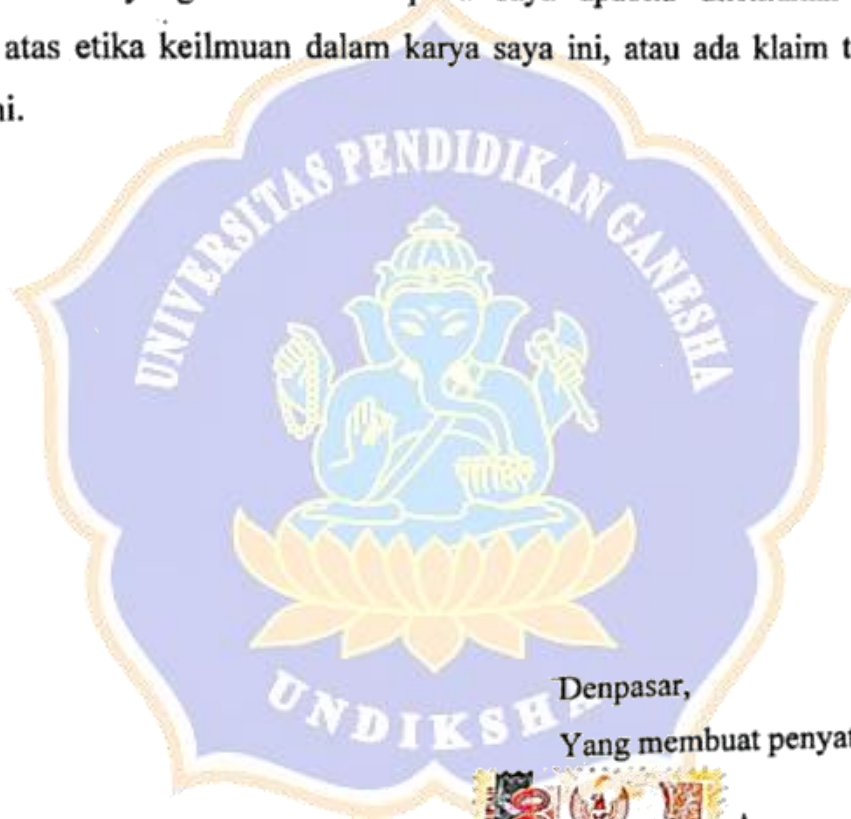 atas etika keilmuan dalam karya saya ini, atau ada klaim t
ni.
UNIVERSITAS PENDIDIKAN GANESHA
UNDIKSHA
Denpasar,
Yang membuat penyat